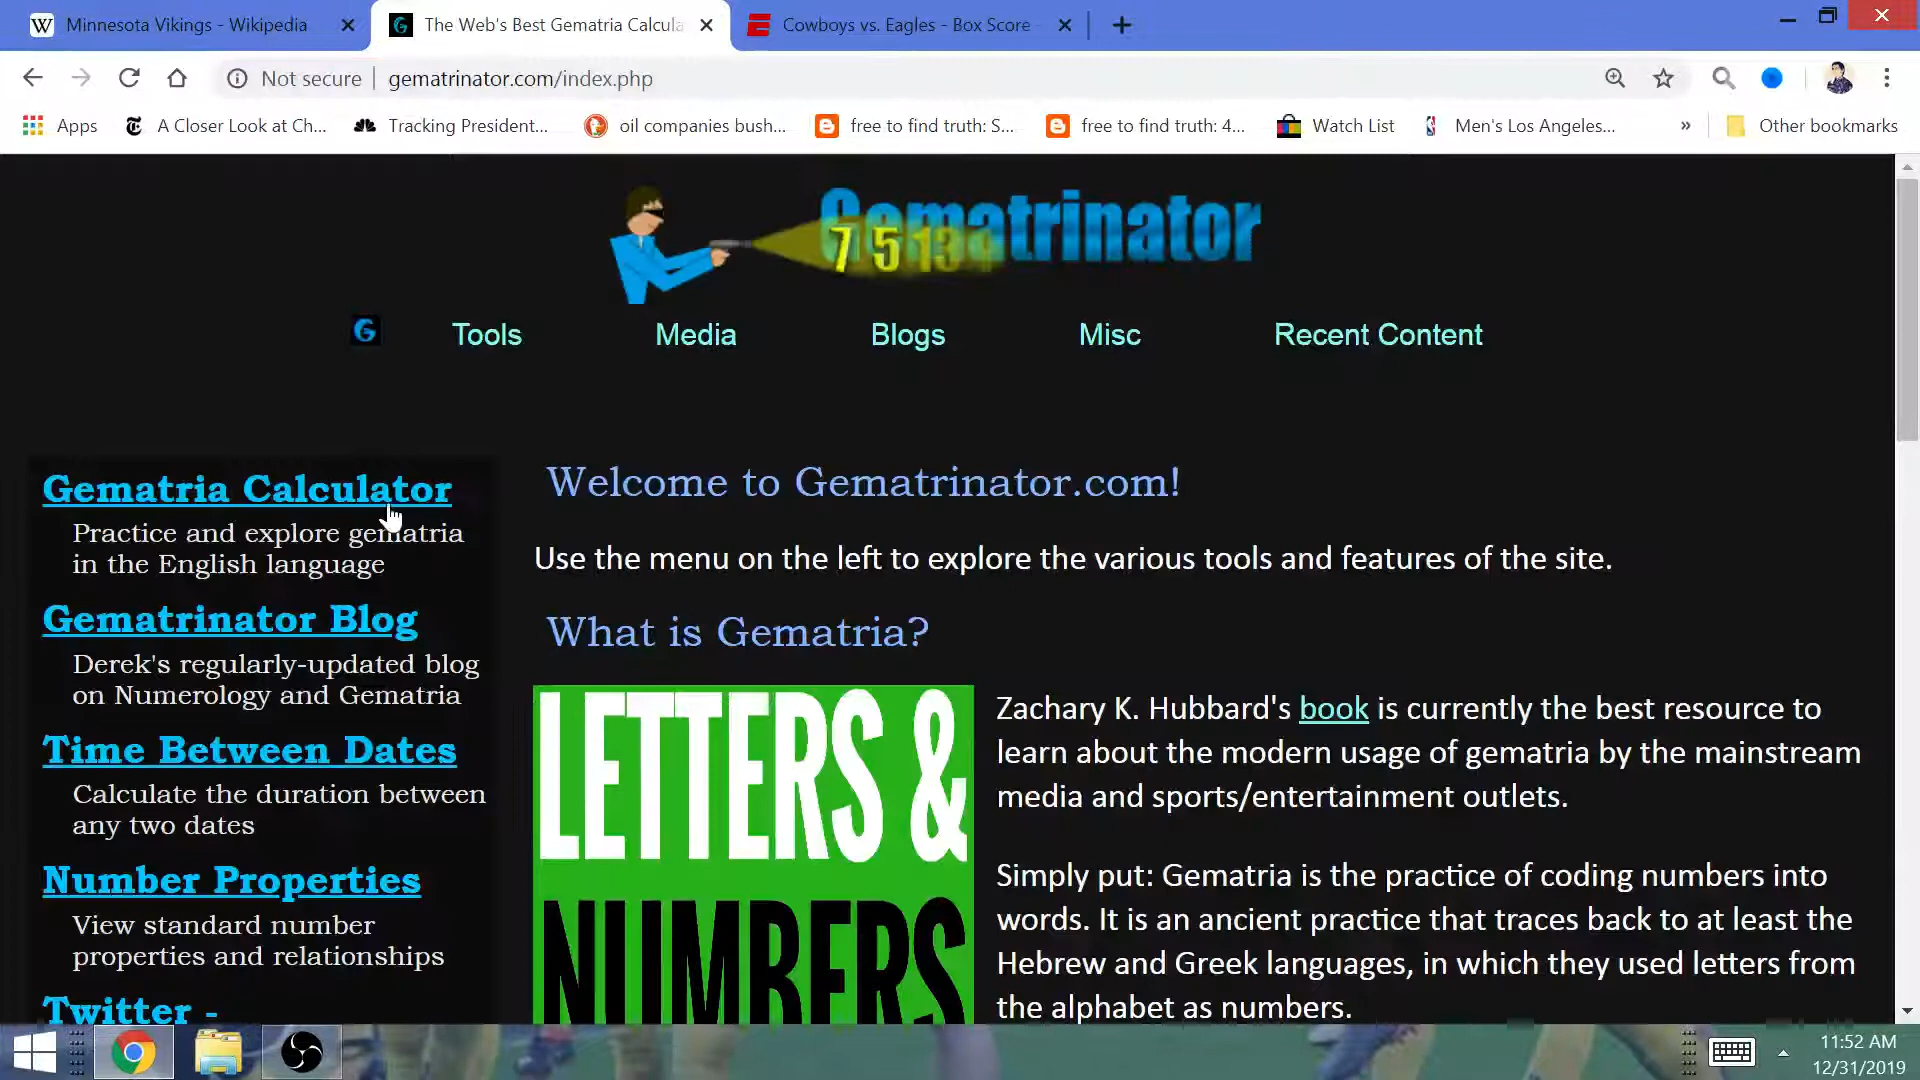 Minnesota Vikings - Wikipedia
The Web's Best Gematria Calcula
Cowboys vs. Eagles - Box Score
Not secure
gematrinator.com/index.php
Apps
A Closer Look at Ch...
Tracking President...
oil companies bush...
free to find truth: S...
free to find truth: 4...
Watch List
Men's Los Angeles...
»
Other bookmarks
Gematrinator
7 5 13
G
Tools
Media
Blogs
Misc
Recent Content
Gematria Calculator
Practice and explore gematria
in the English language
Gematrinator Blog
Derek's regularly-updated blog
on Numerology and Gematria
Time Between Dates
Calculate the duration between
any two dates
Number Properties
View standard number
properties and relationships
Twitter -
Welcome to Gematrinator.com!
Use the menu on the left to explore the various tools and features of the site.
What is Gematria?
LETTERS &
NUMBERS
Zachary K. Hubbard's book is currently the best resource to
learn about the modern usage of gematria by the mainstream
media and sports/entertainment outlets.
Simply put: Gematria is the practice of coding numbers into
words. It is an ancient practice that traces back to at least the
Hebrew and Greek languages, in which they used letters from
the alphabet as numbers.
11:52 AM
12/31/2019